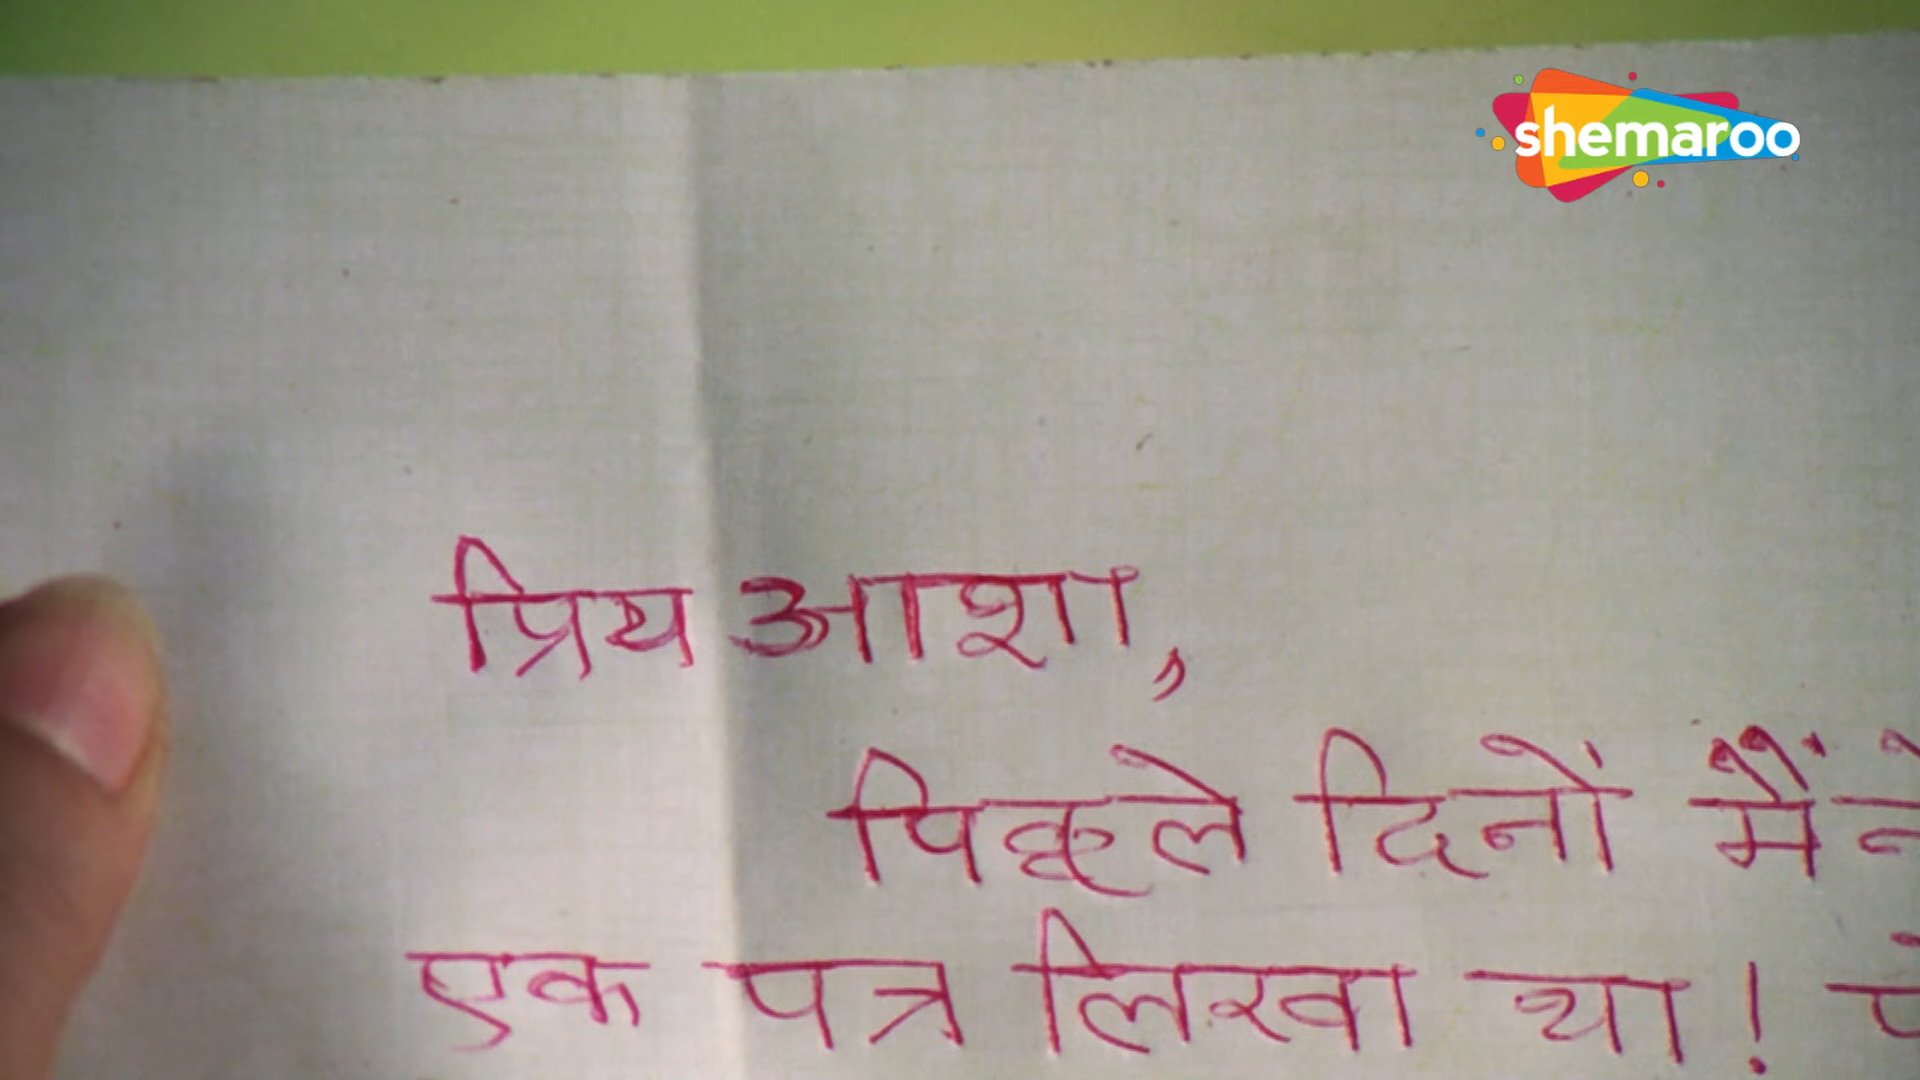 shemaroo
प्रिय आशा,
पिछले दिनों मैंने
एक पत्र लिखा था!